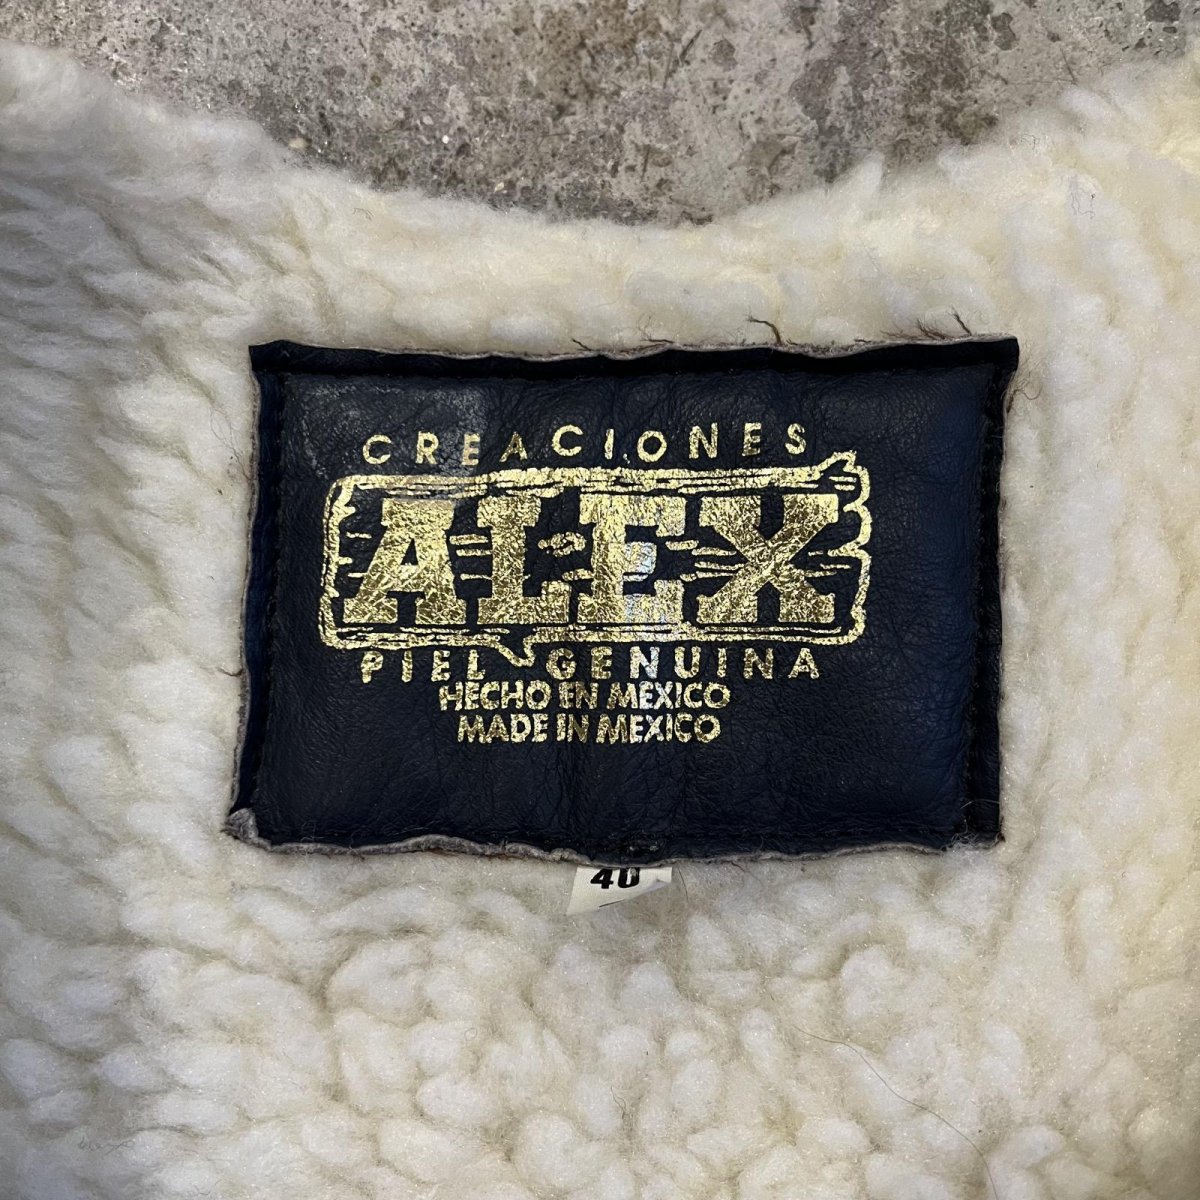 CREACIONES
ALEX
PIEL GENUINA
HECHO EN MEXICO
MADE IN MEXICO
40